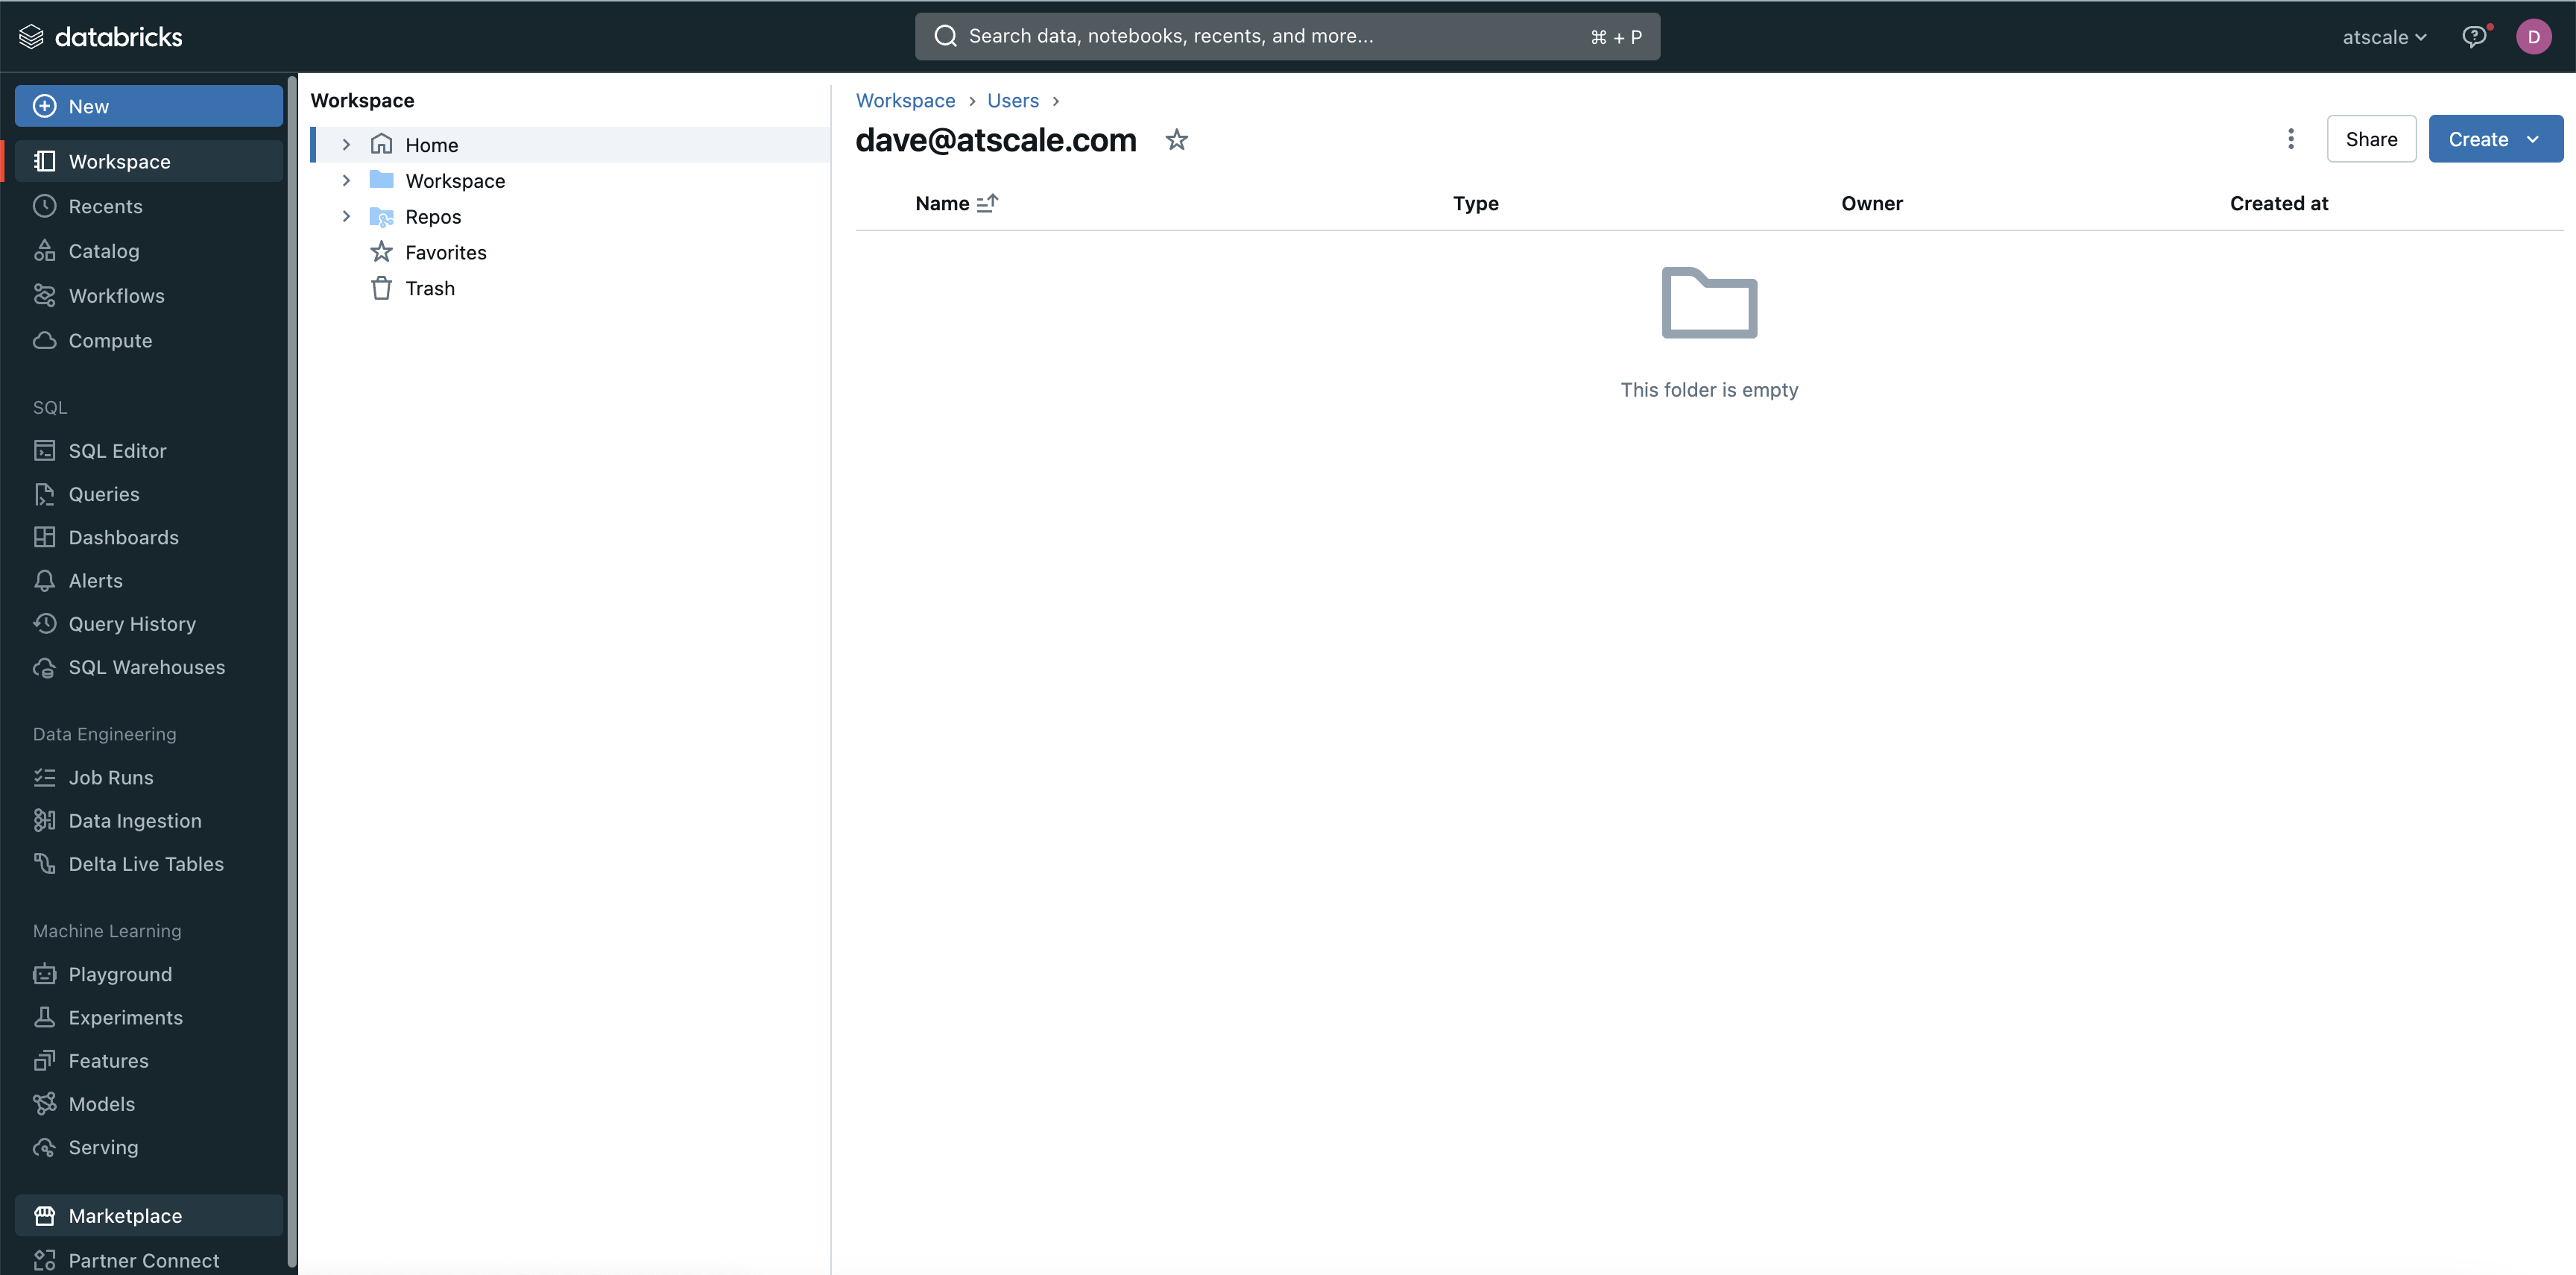 databricks
Search data, notebooks, recents, and more...
⌘ + P
atscale
D
New
Workspace
Recents
Catalog
Workflows
Compute
SQL
SQL Editor
Queries
Dashboards
Alerts
Query History
SQL Warehouses
Data Engineering
Job Runs
Data Ingestion
Delta Live Tables
Machine Learning
Playground
Experiments
Features
Models
Serving
Marketplace
Partner Connect
Workspace
Home
Workspace
Repos
Favorites
Trash
Workspace > Users >
dave@atscale.com
Share
Create
Name Type Owner Created at
This folder is empty